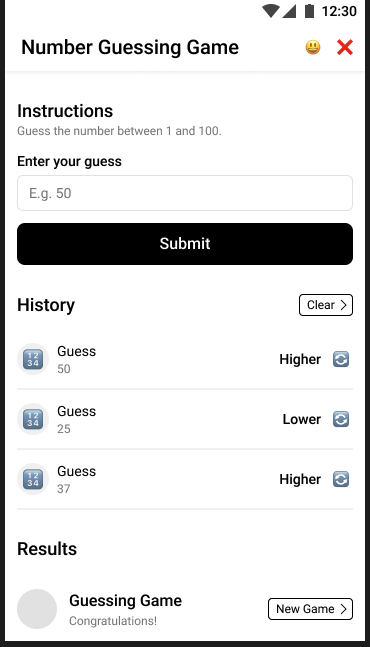 12:30
Number Guessing Game
Instructions
Guess the number between 1 and 100.
Enter your guess
E.g. 50
Submit
History
Clear
Guess
50
Higher
Guess
25
Lower
Guess
37
Higher
Results
Guessing Game
Congratulations!
New Game